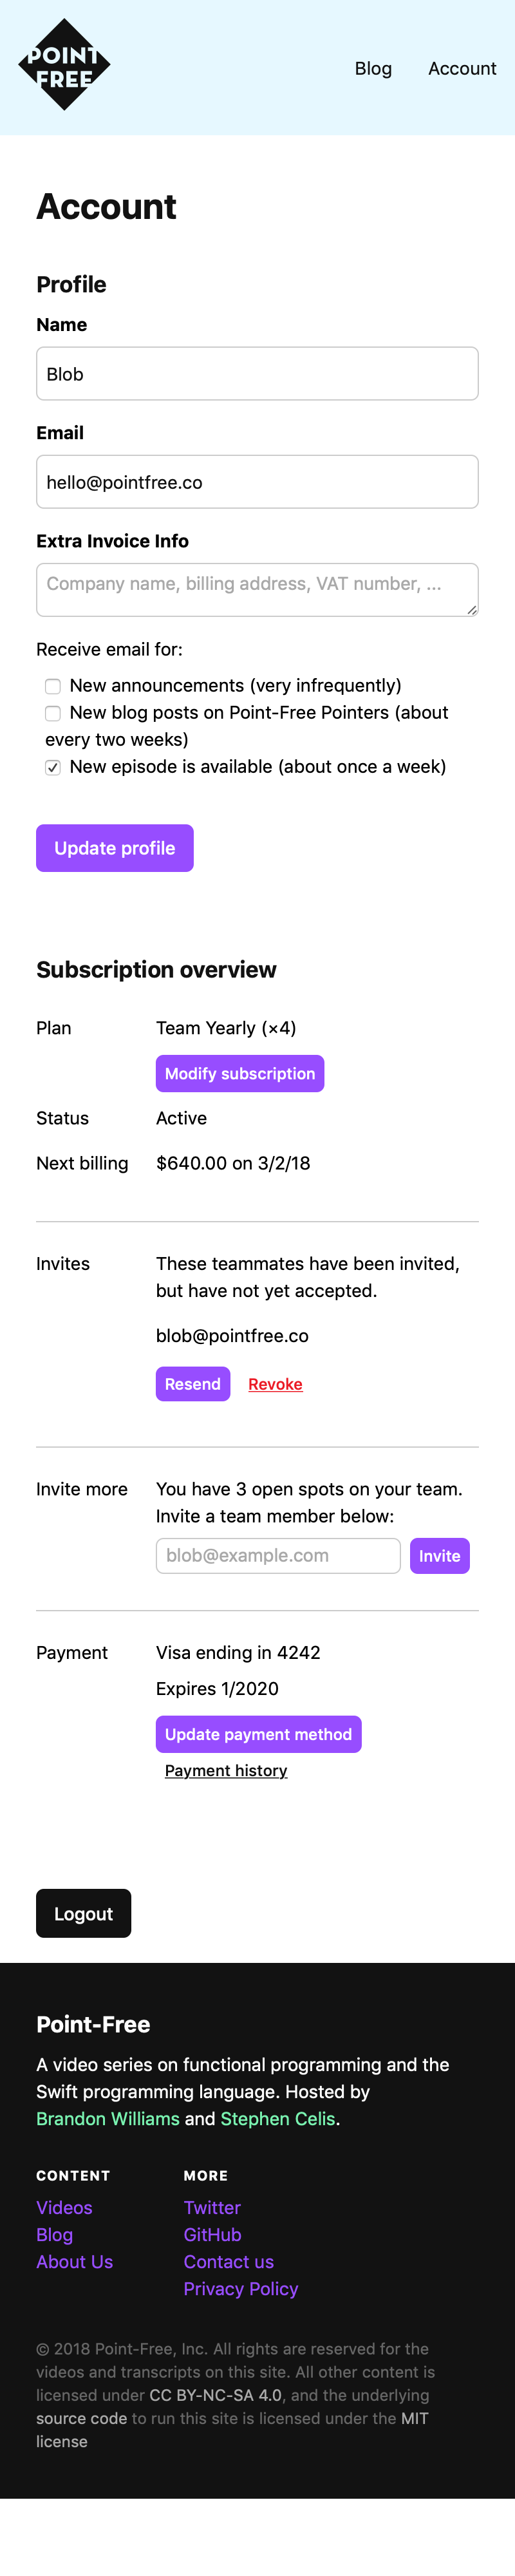 POINT
FREE
Blog
Account
Account
Profile
Name
Blob
Email
hello@pointfree.co
Extra Invoice Info
Company name, billing address, VAT number, ...
Receive email for:
New announcements (very infrequently)
New blog posts on Point-Free Pointers (about
every two weeks)
New episode is available (about once a week)
Update profile
Subscription overview
Plan
Team Yearly (×4)
Modify subscription
Status
Active
Next billing
$640.00 on 3/2/18
Invites
These teammates have been invited,
but have not yet accepted.
blob@pointfree.co
Resend
Revoke
Invite more
You have 3 open spots on your team.
Invite a team member below:
blob@example.com
Invite
Payment
Visa ending in 4242
Expires 1/2020
Update payment method
Payment history
Logout
Point-Free
A video series on functional programming and the
Swift programming language. Hosted by
Brandon Williams and Stephen Celis.
CONTENT
Videos
Blog
About Us
MORE
Twitter
GitHub
Contact us
Privacy Policy
© 2018 Point-Free, Inc. All rights are reserved for the
videos and transcripts on this site. All other content is
licensed under CC BY-NC-SA 4.0, and the underlying
source code to run this site is licensed under the MIT
license